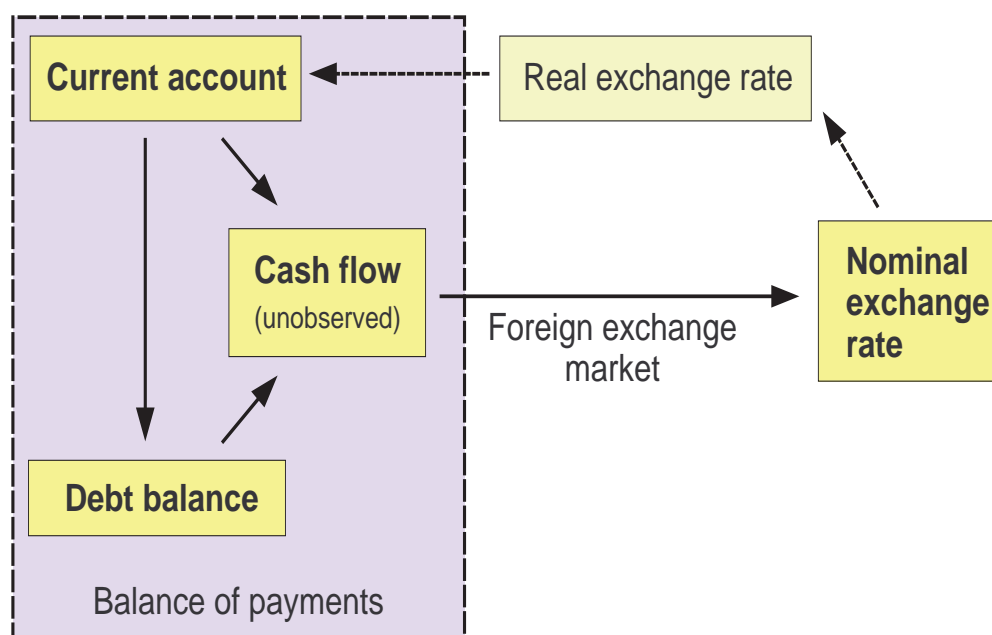 Current account
Real exchange rate
Cash flow
(unobserved)
Nominal
exchange
rate
Foreign exchange
market
Debt balance
Balance of payments